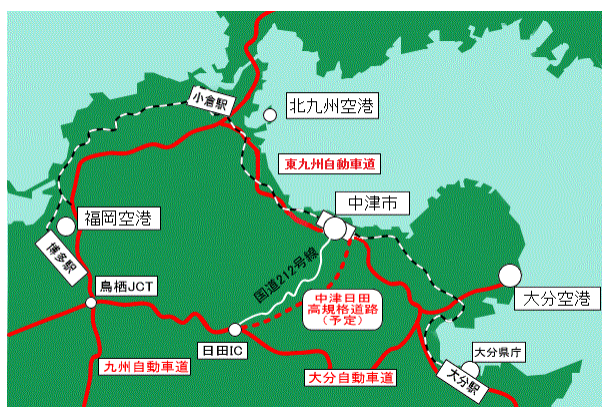 小倉駅
北九州空港
東九州自動車道
中津市
福岡空港
博多駅
国道212号線
鳥栖JCT
中津日田
高規格道路
(予定)
大分空港
日田IC
大分県庁
九州自動車道
大分自動車道
大分駅